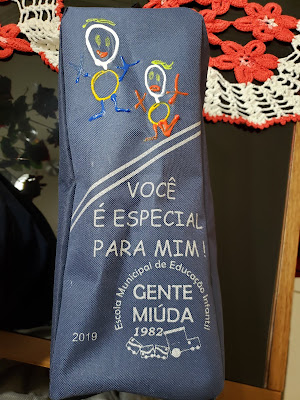 VOCÊ
É ESPECIAL
PARA MIM!
Escola Municipal de Educação Infantil
GENTE
MIÚDA
1982
2019